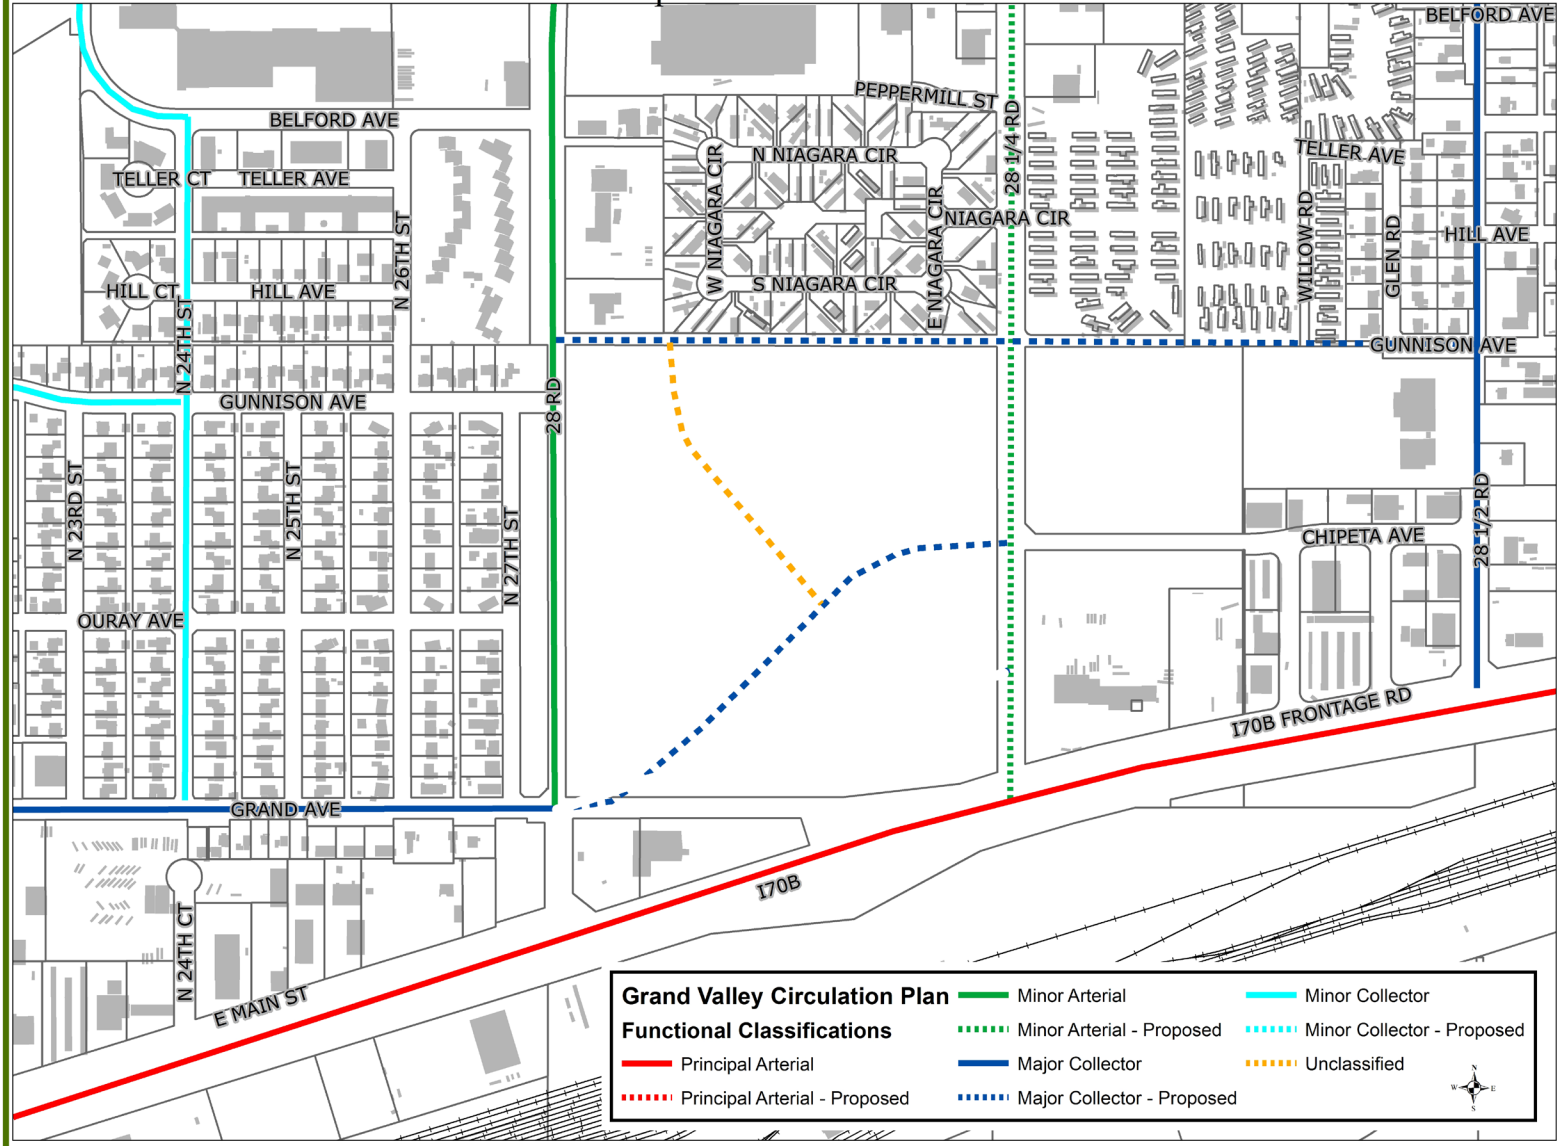 BELFORD AVE
PEPPERMILL ST
BELFORD AVE
28 1/4 RD
N NIAGARA CIR
TELLER AVE
TELLER CT
TELLER AVE
W NIAGARA CIR
E NIAGARA CIR
NIAGARA CIR
N 26TH ST
WILLOW RD
GLEN RD
HILL AVE
HILL CT
HILL AVE
S NIAGARA CIR
N 24TH ST
GUNNISON AVE
GUNNISON AVE
28 RD
N 23RD ST
N 25TH ST
N 27TH ST
28 1/2 RD
CHIPETA AVE
OURAY AVE
I70B FRONTAGE RD
GRAND AVE
I70B
N 24TH CT
E MAIN ST
Grand Valley Circulation Plan
Functional Classifications
Principal Arterial
Principal Arterial - Proposed
Minor Arterial
Minor Arterial - Proposed
Major Collector
Major Collector - Proposed
Minor Collector
Minor Collector - Proposed
Unclassified
N
W E
S